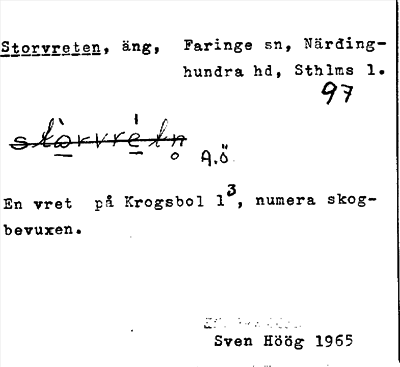 Storvreten, äng, Faringe sn, Närding-
hundra hd, Sthlms l.
97
stòrvrétn A.Ö.
En vret på Krogsbol 1³, numera skog-
bevuxen.
Sven Höög 1965